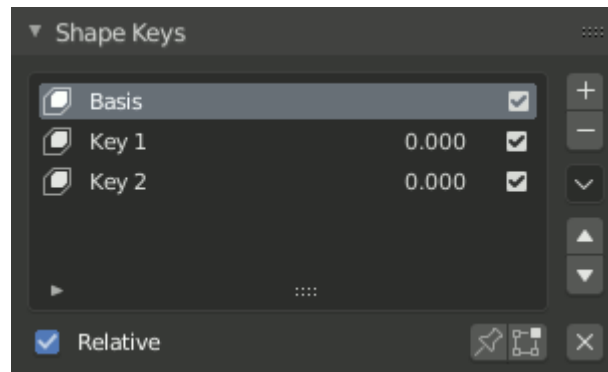 Shape Keys
Basis
Key 1 0.000
Key 2 0.000
Relative